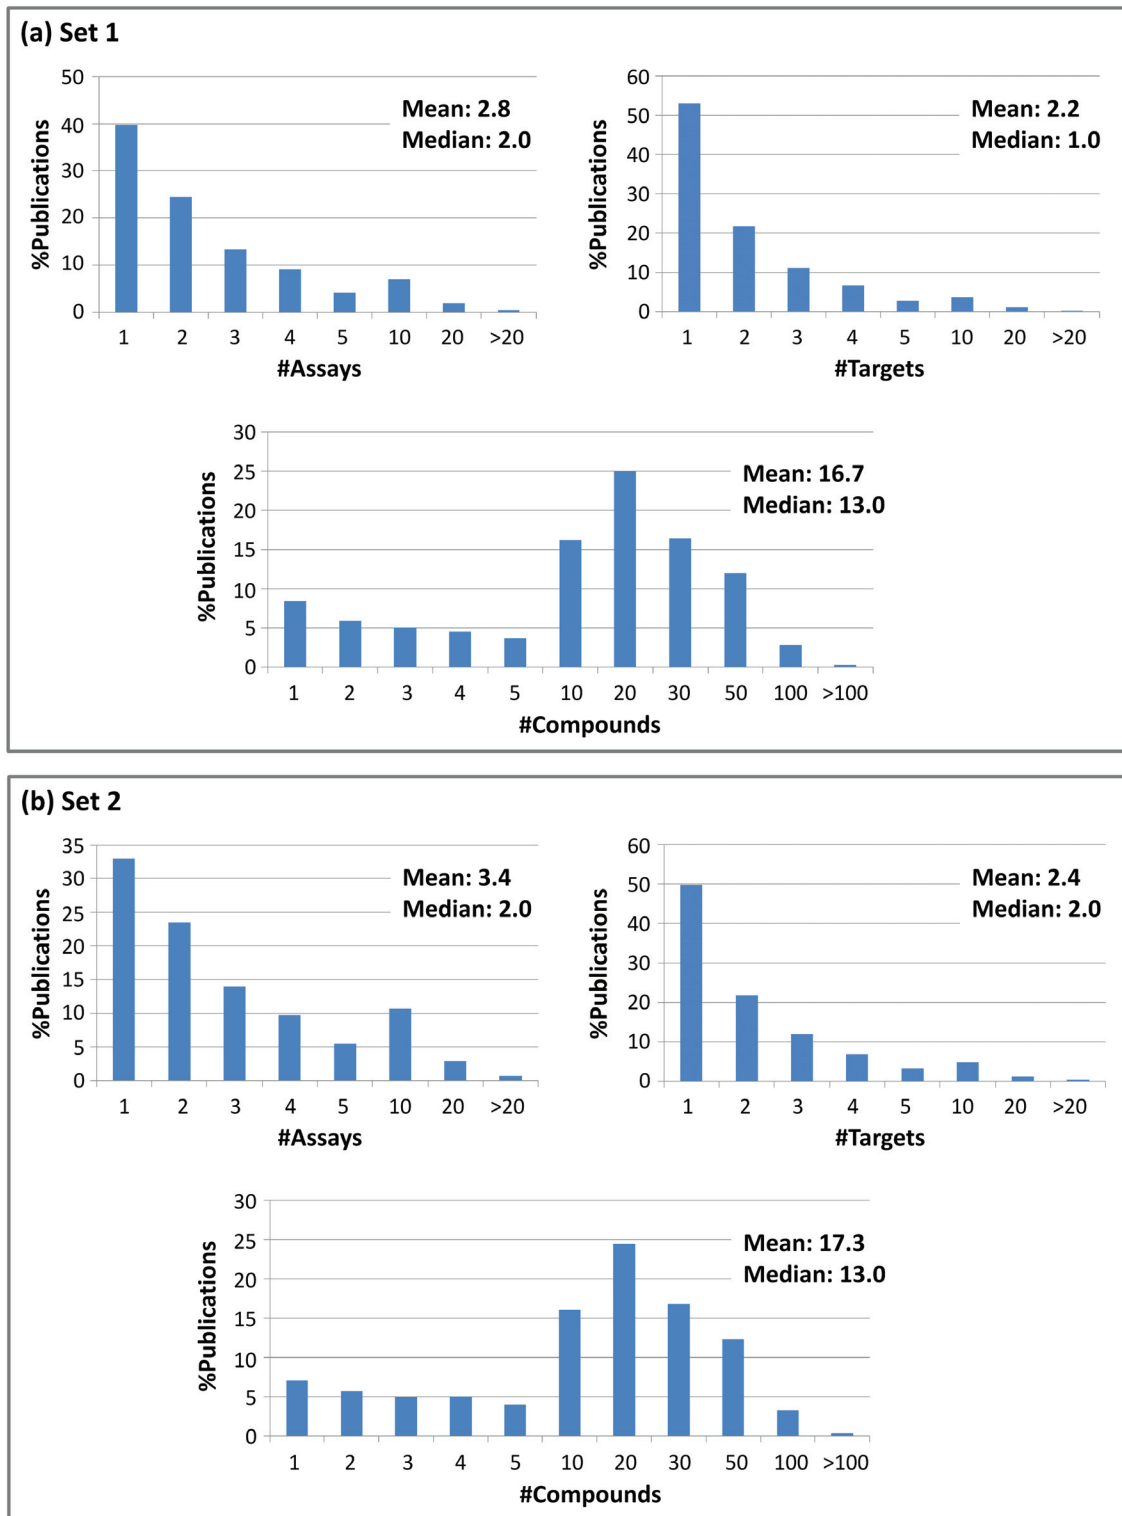 (a) Set 1
50
40
30
20
10
0
%Publications
Mean: 2.8
Median: 2.0
1 2 3 4 5 10 20 >20
#Assays
60
50
40
30
20
10
0
%Publications
Mean: 2.2
Median: 1.0
1 2 3 4 5 10 20 >20
#Targets
30
25
20
15
10
5
0
%Publications
Mean: 16.7
Median: 13.0
1 2 3 4 5 10 20 30 50 100 >100
#Compounds
(b) Set 2
35
30
25
20
15
10
5
0
%Publications
Mean: 3.4
Median: 2.0
1 2 3 4 5 10 20 >20
#Assays
60
50
40
30
20
10
0
%Publications
Mean: 2.4
Median: 2.0
1 2 3 4 5 10 20 >20
#Targets
30
25
20
15
10
5
0
%Publications
Mean: 17.3
Median: 13.0
1 2 3 4 5 10 20 30 50 100 >100
#Compounds